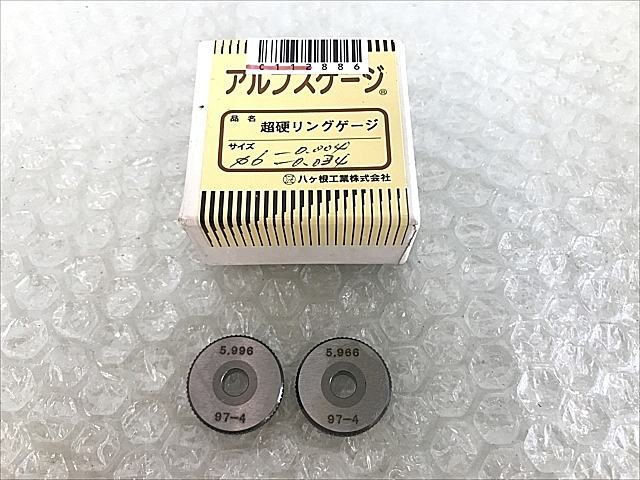 C112886
アルプスゲージ®
品名 超硬リングゲージ
サイズ
φ6 -0.004
-0.034
八ヶ根工業株式会社
5.996
97-4
5.966
97-4